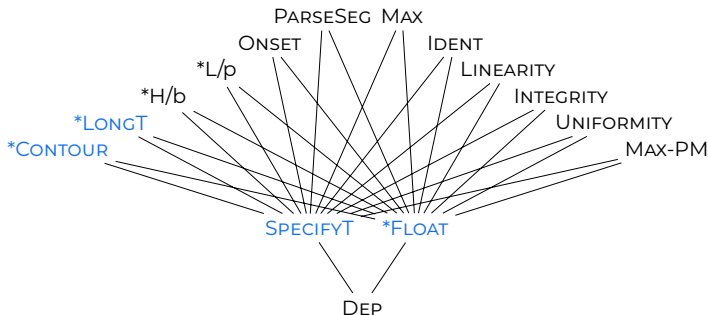 ParseSeg Max
Onset Ident
*L/p Linearity
*H/b Integrity
*LongT Uniformity
*Contour Max-PM
SpecifyT *Float
Dep